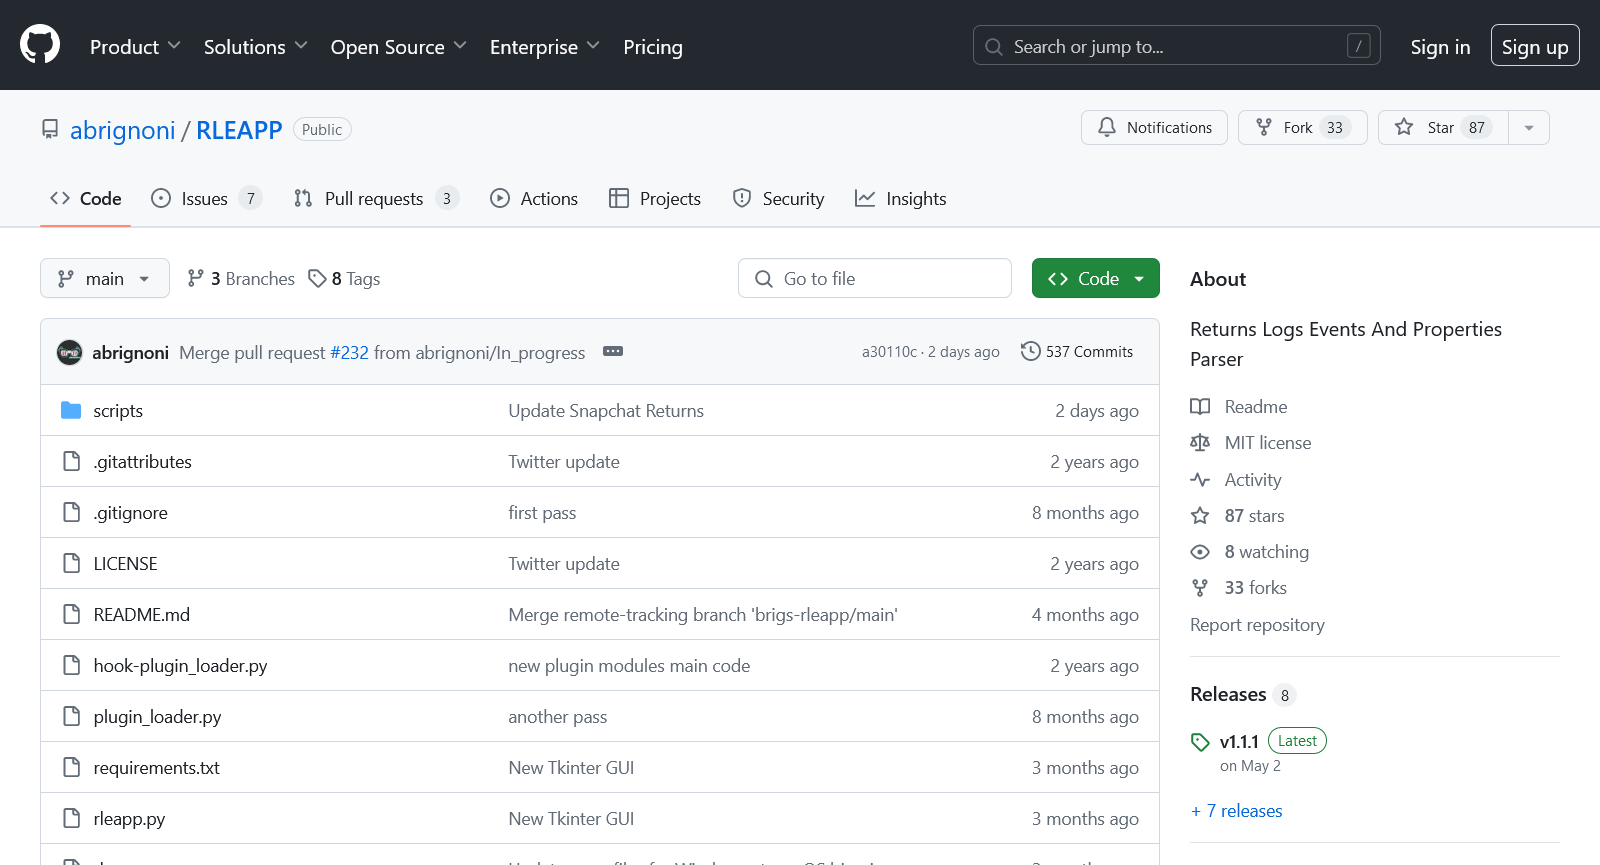 Product Solutions Open Source Enterprise Pricing Search or jump to... / Sign in Sign up
abrignoni / RLEAPP Public Notifications Fork 33 Star 87
Code Issues 7 Pull requests 3 Actions Projects Security Insights
main 3 Branches 8 Tags Go to file Code
abrignoni Merge pull request #232 from abrignoni/In_progress a30110c · 2 days ago 537 Commits
scripts Update Snapchat Returns 2 days ago
.gitattributes Twitter update 2 years ago
.gitignore first pass 8 months ago
LICENSE Twitter update 2 years ago
README.md Merge remote-tracking branch 'brigs-rleapp/main' 4 months ago
hook-plugin_loader.py new plugin modules main code 2 years ago
plugin_loader.py another pass 8 months ago
requirements.txt New Tkinter GUI 3 months ago
rleapp.py New Tkinter GUI 3 months ago
About
Returns Logs Events And Properties
Parser
Readme
MIT license
Activity
87 stars
8 watching
33 forks
Report repository
Releases 8
v1.1.1 Latest
on May 2
+ 7 releases